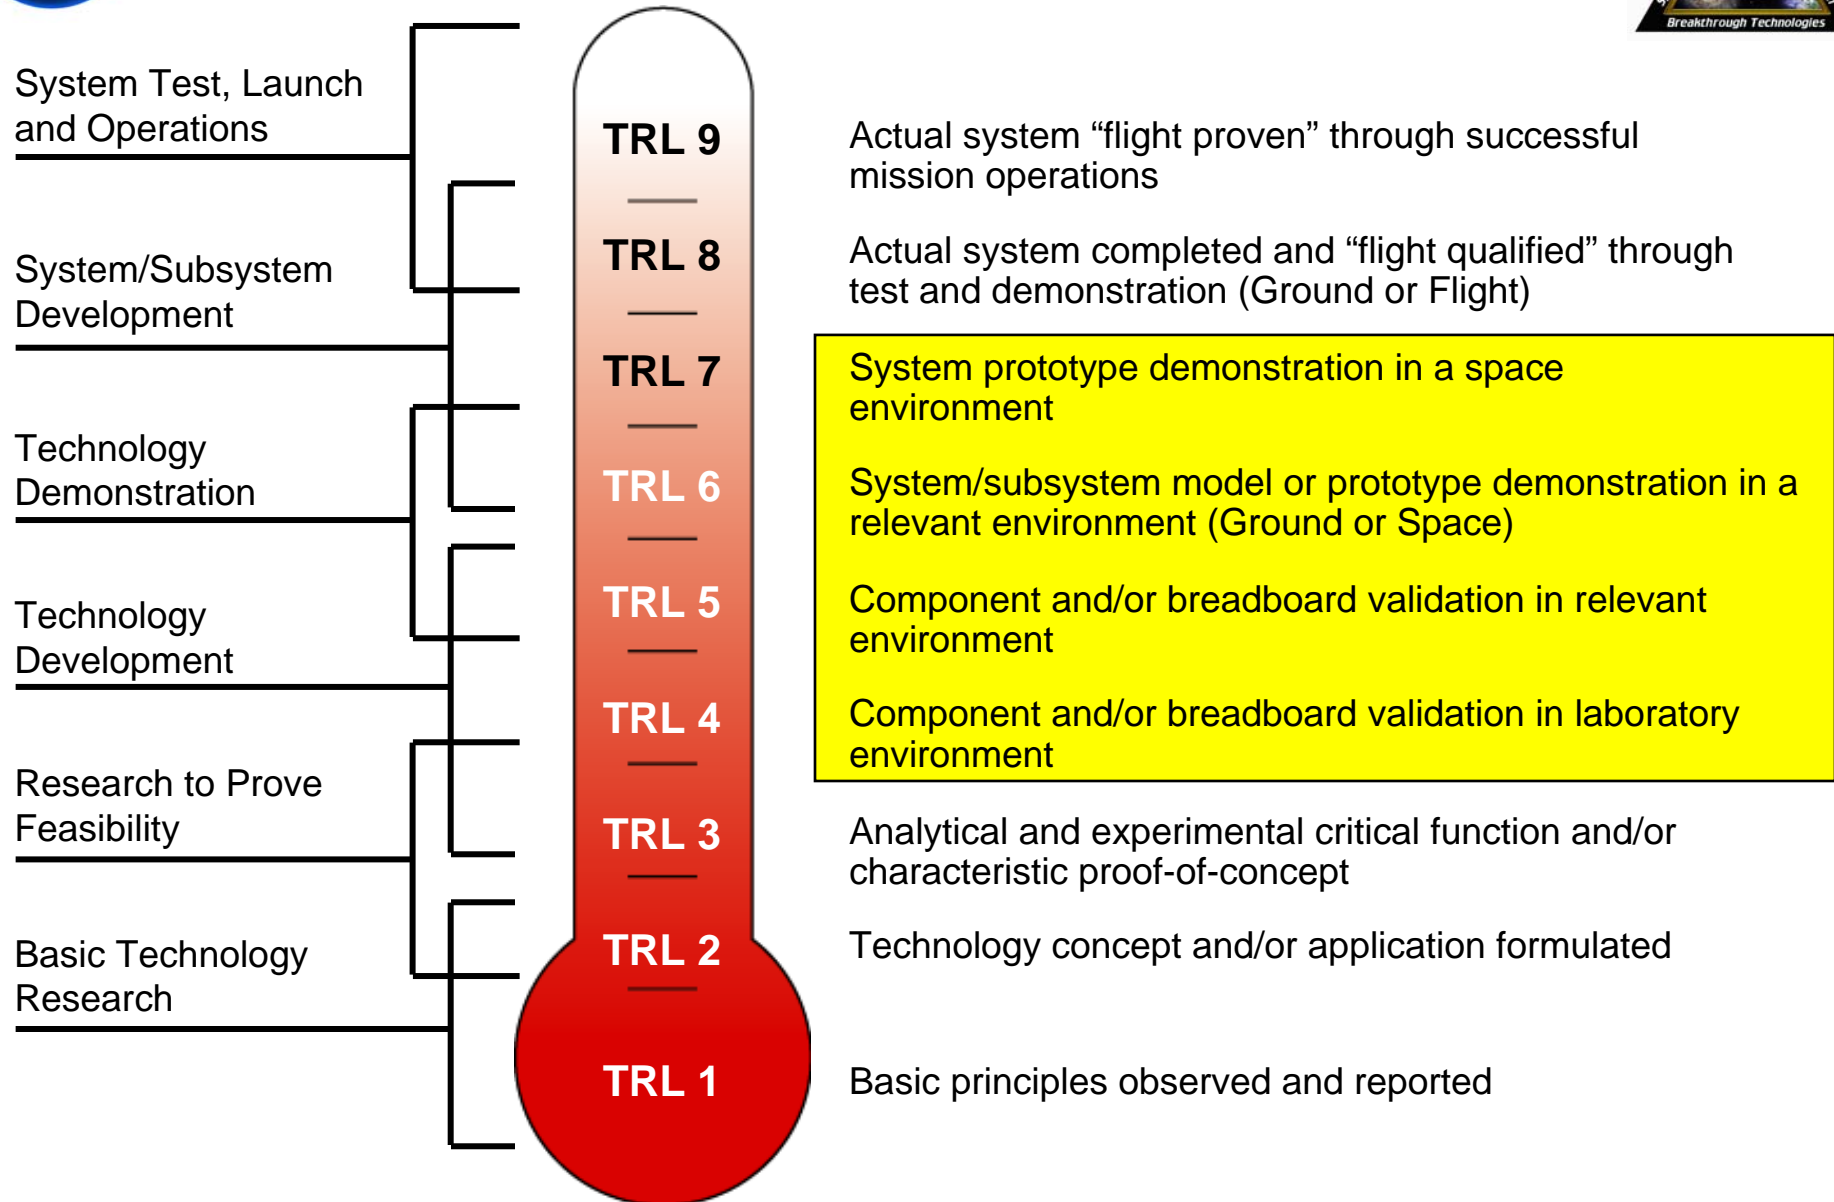 Breakthrough Technologies
System Test, Launch
and Operations
System/Subsystem
Development
Technology
Demonstration
Technology
Development
Research to Prove
Feasibility
Basic Technology
Research
TRL 9
TRL 8
TRL 7
TRL 6
TRL 5
TRL 4
TRL 3
TRL 2
TRL 1
Actual system “flight proven” through successful
mission operations
Actual system completed and “flight qualified” through
test and demonstration (Ground or Flight)
System prototype demonstration in a space
environment
System/subsystem model or prototype demonstration in a
relevant environment (Ground or Space)
Component and/or breadboard validation in relevant
environment
Component and/or breadboard validation in laboratory
environment
Analytical and experimental critical function and/or
characteristic proof-of-concept
Technology concept and/or application formulated
Basic principles observed and reported